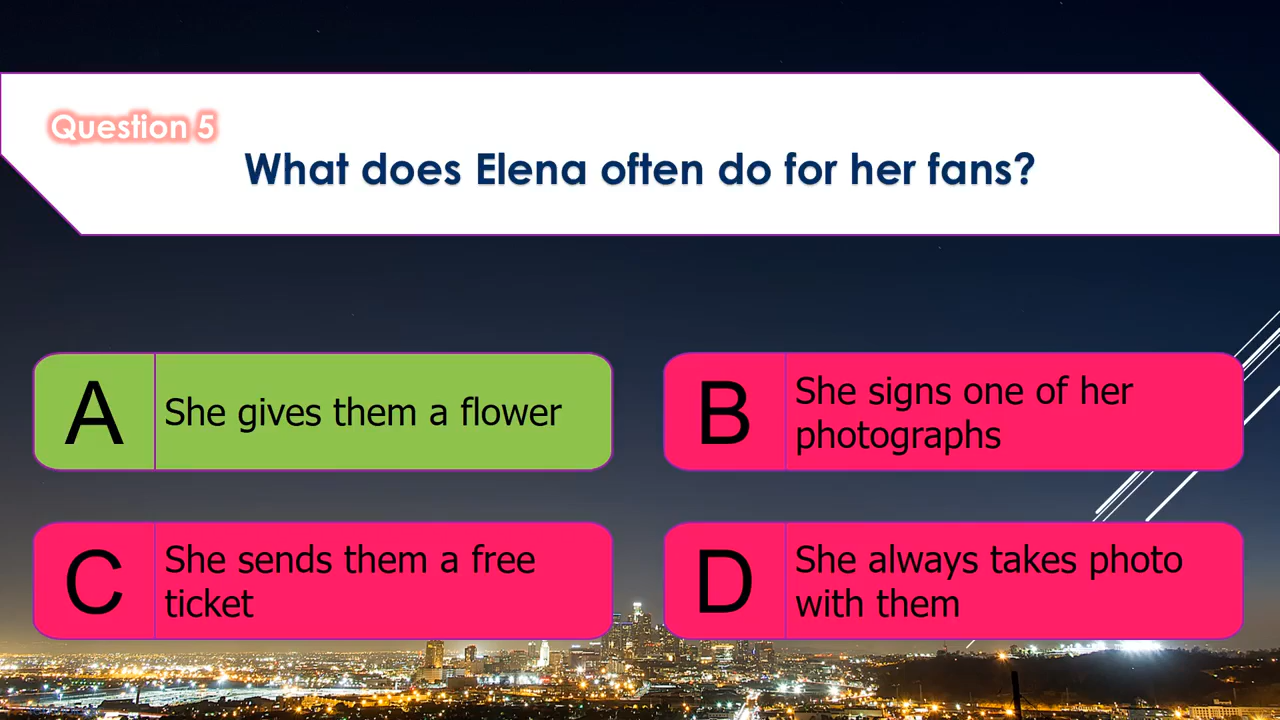 Question 5
What does Elena often do for her fans?
A
She gives them a flower
B
She signs one of her
photographs
C
She sends them a free
ticket
D
She always takes photo
with them